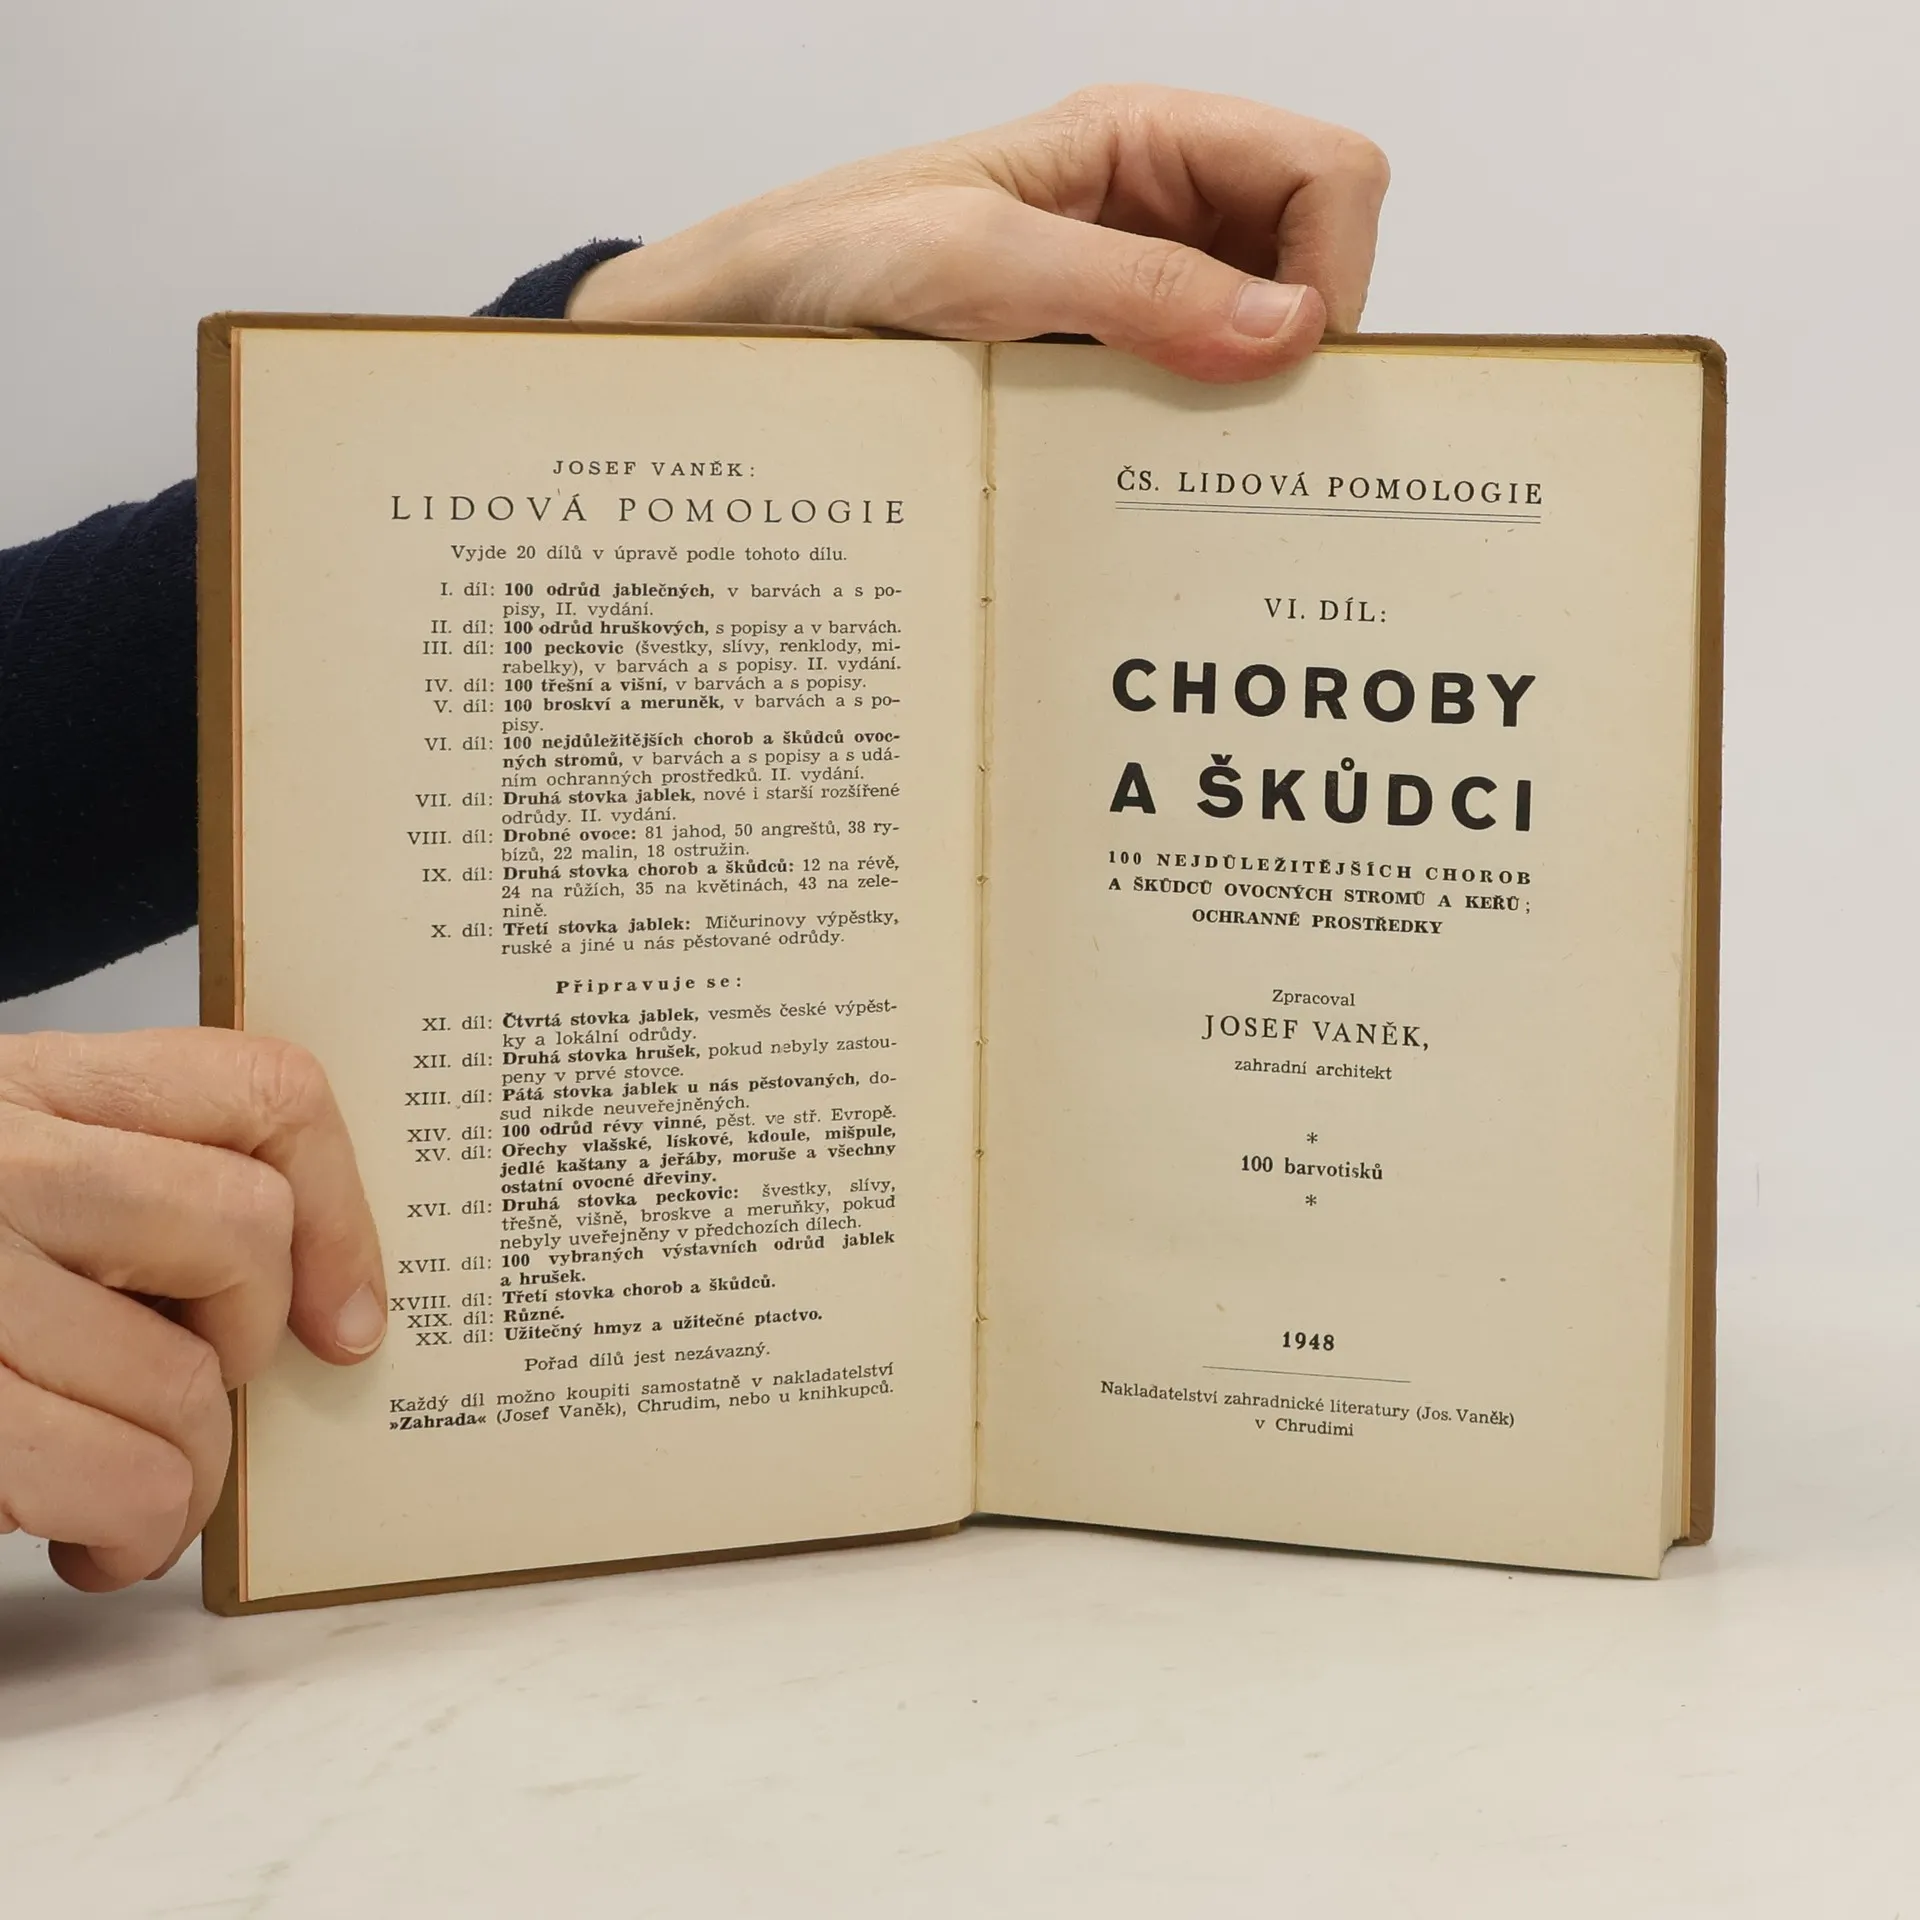 JOSEF VANĚK:
LIDOVÁ POMOLOGIE
Vyjde 20 dílů v úpravě podle tohoto dílu.
I. díl: 100 odrůd jablečných, v barvách a s po-
pisy, II. vydání.
II. díl: 100 odrůd hruškových, s popisy a v barvách.
III. díl: 100 peckovic (švestky, slívy, renklody, mi-
rabelky), v barvách a s popisy. II. vydání.
IV. díl: 100 třešní a višní, v barvách a s popisy.
V. díl: 100 broskví a meruněk, v barvách a s po-
pisy.
VI. díl: 100 nejdůležitějších chorob a škůdců ovoc-
ných stromů, v barvách a s popisy a s udá-
ním ochranných prostředků. II. vydání.
VII. díl: Druhá stovka jablek, nové i starší rozšířené
odrůdy. II. vydání.
VIII. díl: Drobné ovoce: 81 jahod, 50 angreštů, 38 ry-
bízů, 22 malin, 18 ostružin.
IX. díl: Druhá stovka chorob a škůdců: 12 na révě,
24 na růžích, 35 na květinách, 43 na zele-
nině.
X. díl: Třetí stovka jablek: Mičurinovy výpěstky,
ruské a jiné u nás pěstované odrůdy.
Připravuje se:
XI. díl: Čtvrtá stovka jablek, vesměs české výpěst-
ky a lokální odrůdy.
XII. díl: Druhá stovka hrušek, pokud nebyly zastou-
peny v prvé stovce.
XIII. díl: Pátá stovka jablek u nás pěstovaných, do-
sud nikde neuveřejněných.
XIV. díl: 100 odrůd révy vinné, pěst. ve stř. Evropě.
XV. díl: Ořechy vlašské, lískové, kdoule, mišpule,
jedlé kaštany a jeřáby, moruše a všechny
ostatní ovocné dřeviny.
XVI. díl: Druhá stovka peckovic: švestky, slívy,
třešně, višně, broskve a meruňky, pokud
nebyly uveřejněny v předchozích dílech.
XVII. díl: 100 vybraných výstavních odrůd jablek
a hrušek.
XVIII. díl: Třetí stovka chorob a škůdců.
XIX. díl: Různé.
XX. díl: Užitečný hmyz a užitečné ptactvo.
Pořad dílů jest nezávazný.
Každý díl možno koupiti samostatně v nakladatelství
»Zahrada« (Josef Vaněk), Chrudim, nebo u knihkupců.
ČS. LIDOVÁ POMOLOGIE
VI. DÍL:
CHOROBY
A ŠKŮDCI
100 NEJDŮLEŽITĚJŠÍCH CHOROB
A ŠKŮDCŮ OVOCNÝCH STROMŮ A KEŘŮ;
OCHRANNÉ PROSTŘEDKY
Zpracoval
JOSEF VANĚK,
zahradní architekt
*
100 barvotisků
*
1948
Nakladatelství zahradnické literatury (Jos. Vaněk)
v Chrudimi